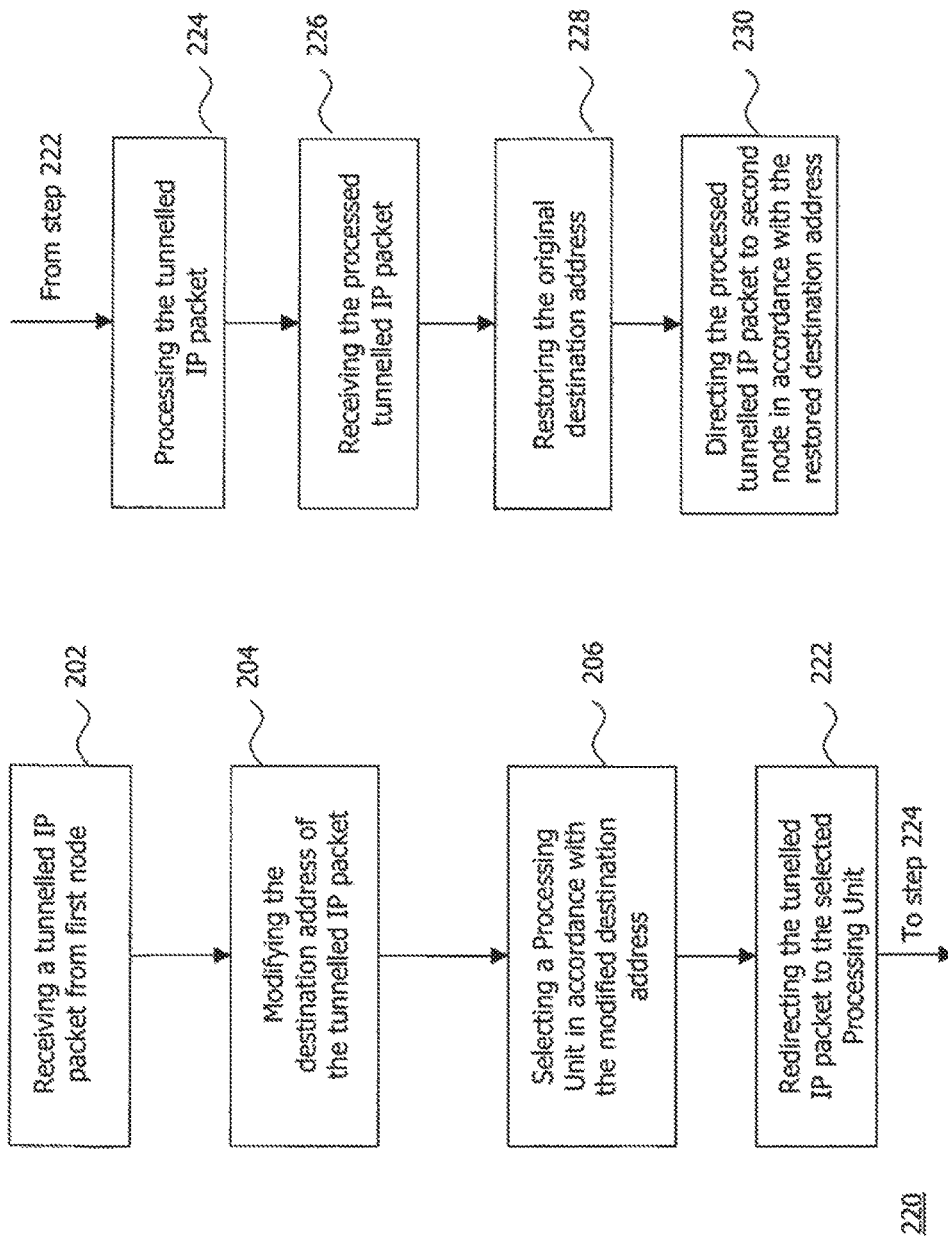 Receiving a tunnelled IP
packet from first node
202
Modifying the
destination address of
the tunnelled IP packet
204
Selecting a Processing
Unit in accordance with
the modified destination
address
206
Redirecting the tunelled
IP packet to the selected
Processing Unit
222
To step 224
220
From step 222
Processing the tunnelled
IP packet
224
Receiving the processed
tunnelled IP packet
226
Restoring the original
destination address
228
Directing the processed
tunnelled IP packet to second
node in accordance with the
restored destination address
230